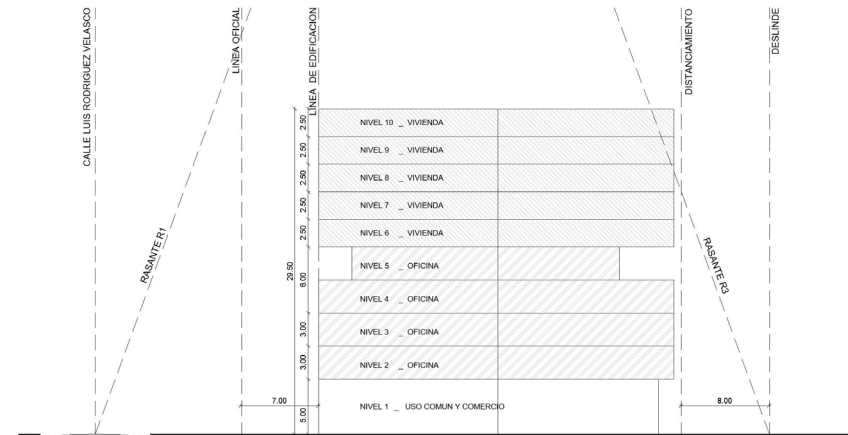 CALLE LUIS RODRIGUEZ VELASCO
LINEA OFICIAL
LINEA DE EDIFICACION
DISTANCIAMIENTO
DESLINDE
RASANTE R1
RASANTE R3
2.50
NIVEL 10 _ VIVIENDA
2.50
NIVEL 9 _ VIVIENDA
2.50
NIVEL 8 _ VIVIENDA
2.50
NIVEL 7 _ VIVIENDA
2.50
NIVEL 6 _ VIVIENDA
29.50
6.00
NIVEL 5 _ OFICINA
NIVEL 4 _ OFICINA
3.00
NIVEL 3 _ OFICINA
3.00
NIVEL 2 _ OFICINA
7.00
5.00
NIVEL 1 _ USO COMUN Y COMERCIO
8.00